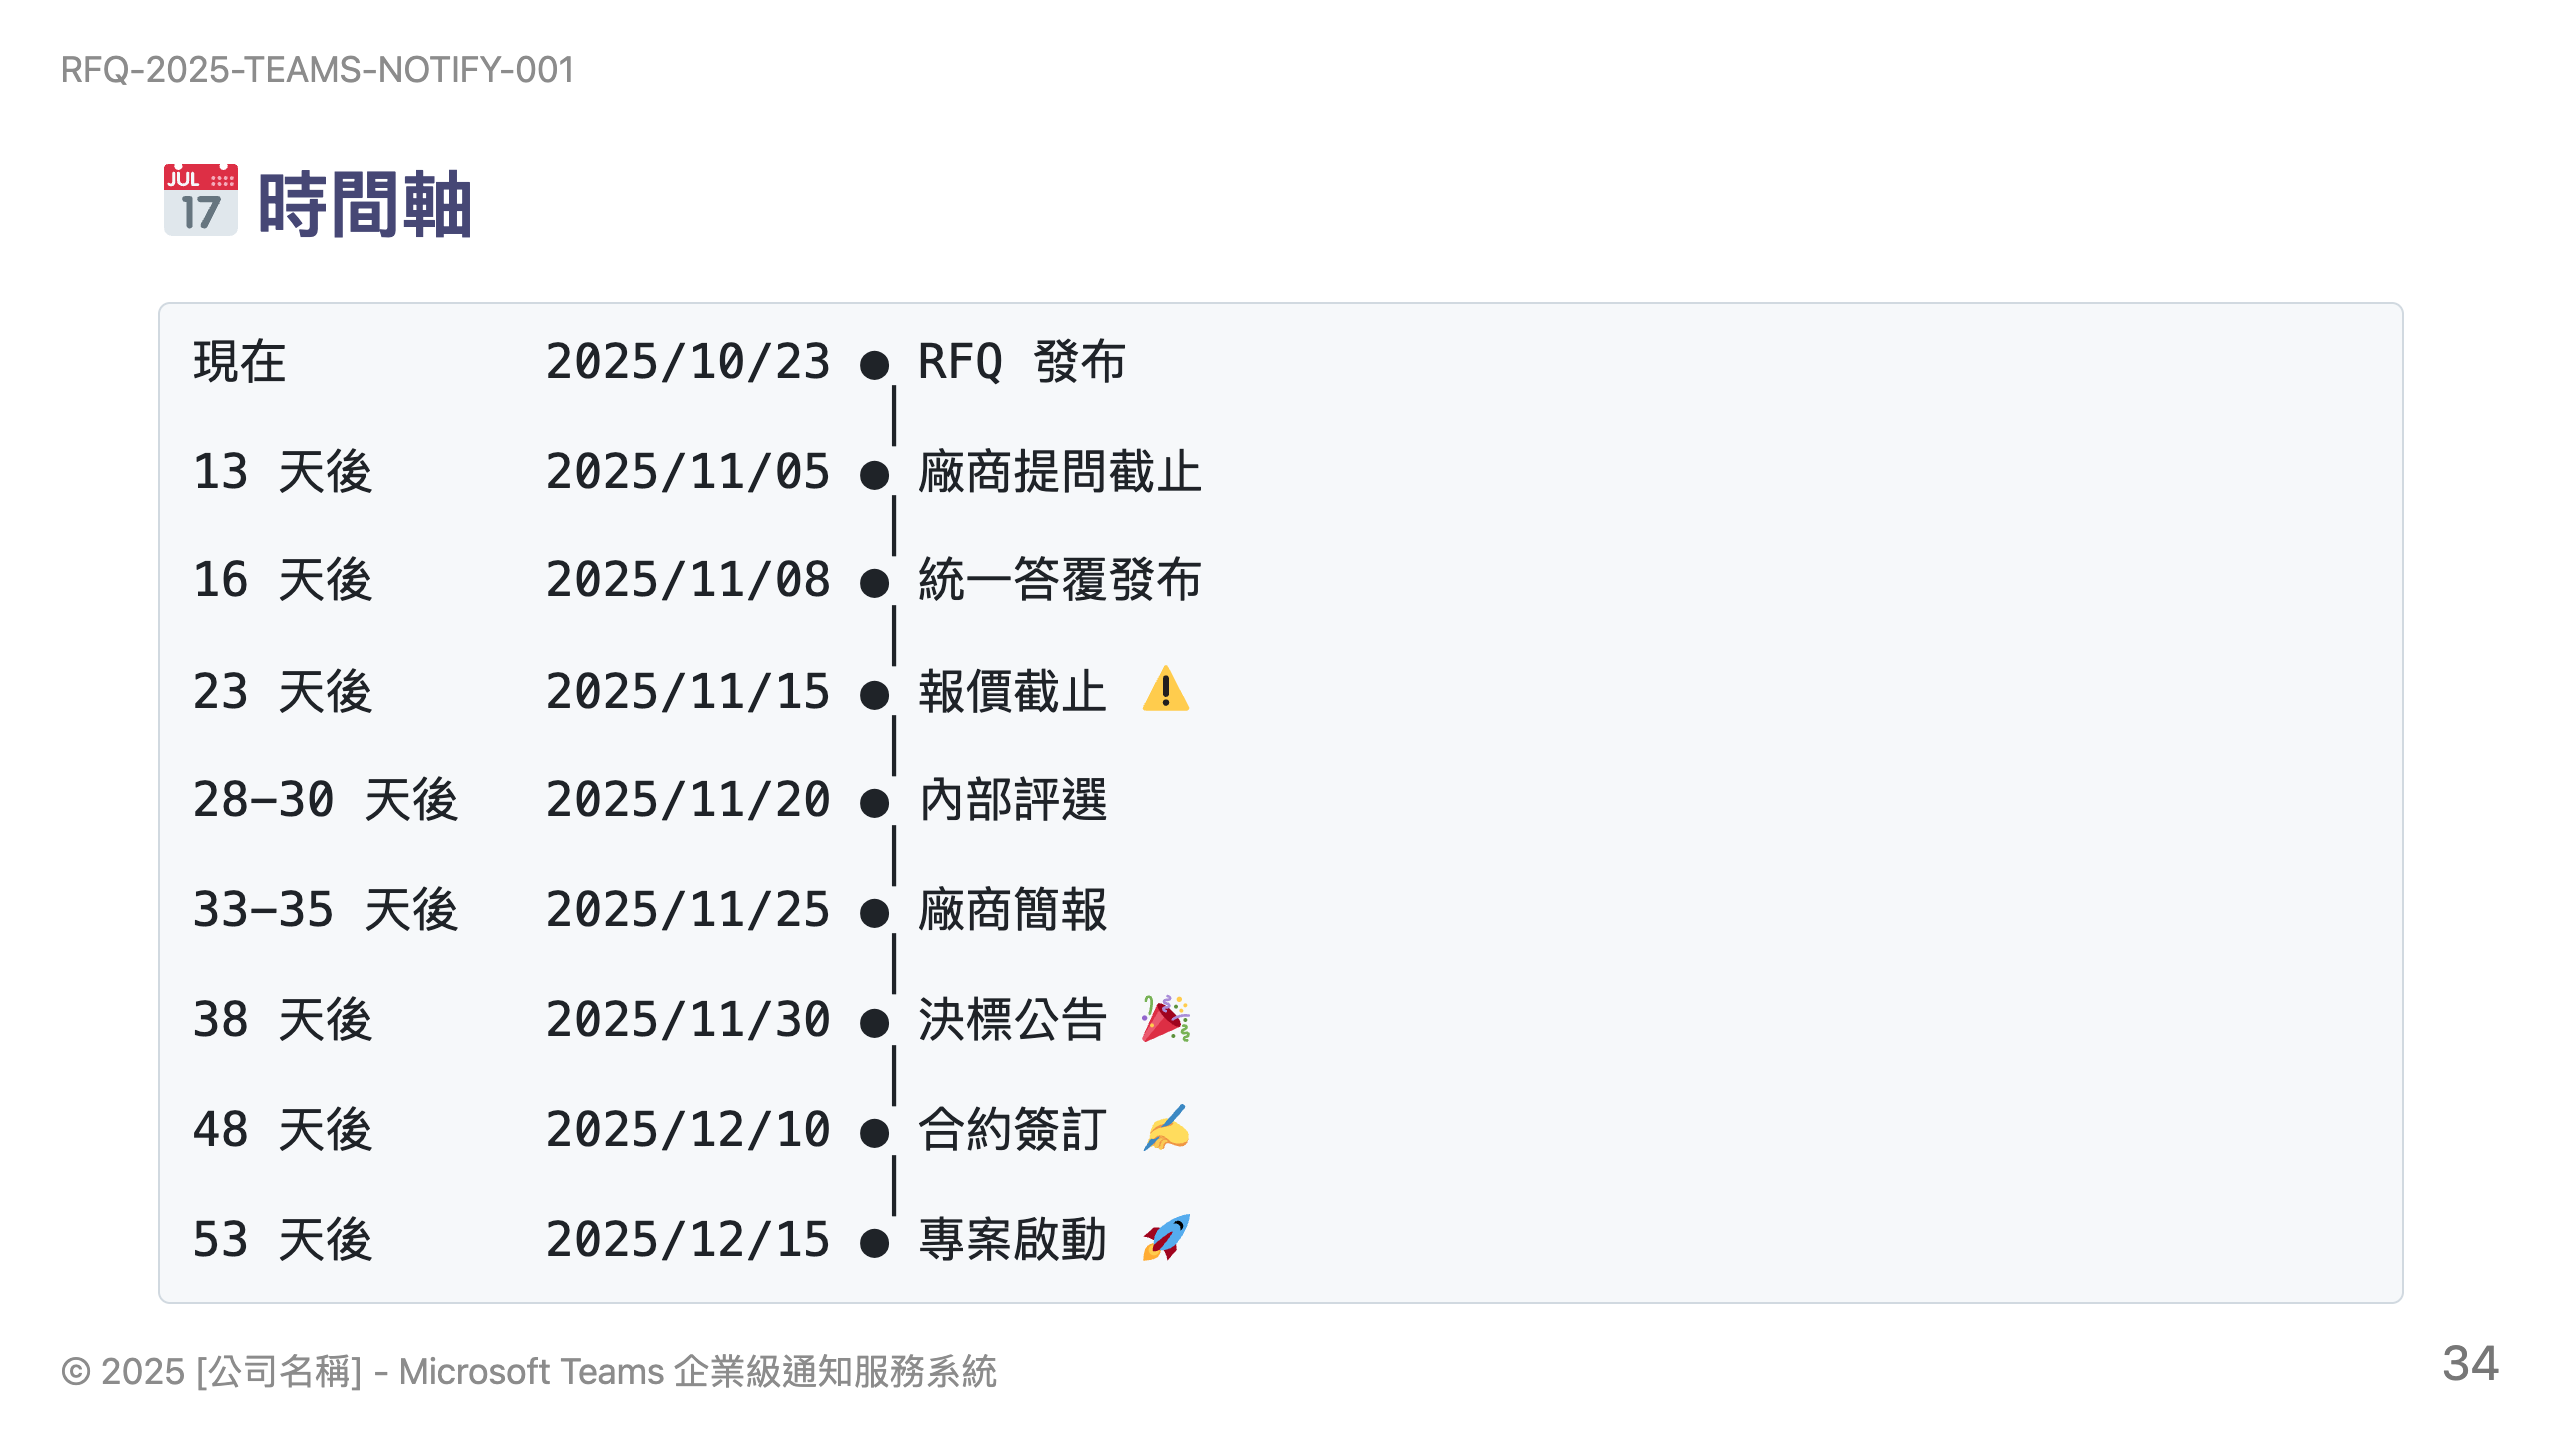 RFQ-2025-TEAMS-NOTIFY-001
📅 時間軸
現在 2025/10/23 ● RFQ 發布
13 天後 2025/11/05 ● 廠商提問截止
16 天後 2025/11/08 ● 統一答覆發布
23 天後 2025/11/15 ● 報價截止 ⚠️
28-30 天後 2025/11/20 ● 內部評選
33-35 天後 2025/11/25 ● 廠商簡報
38 天後 2025/11/30 ● 決標公告 🎉
48 天後 2025/12/10 ● 合約簽訂 ✍️
53 天後 2025/12/15 ● 專案啟動 🚀
© 2025 [公司名稱] - Microsoft Teams 企業級通知服務系統
34